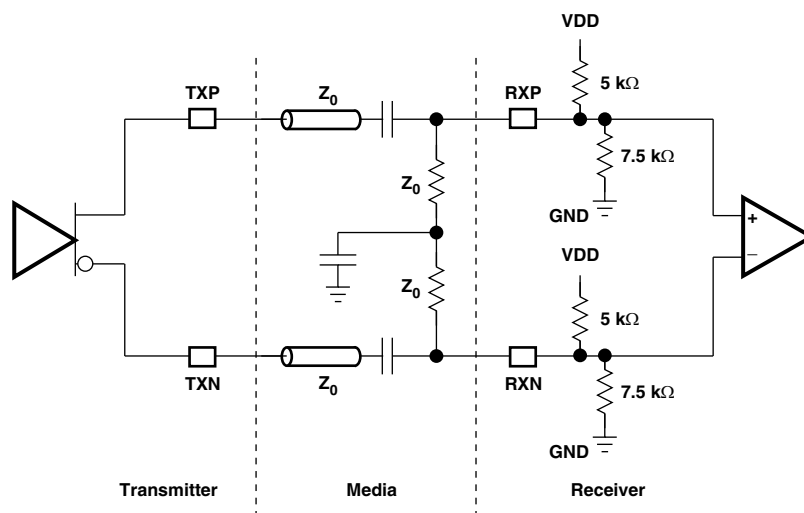 VDD
TXP
Z0
RXP
5 kΩ
7.5 kΩ
Z0
GND
+
VDD
−
Z0
5 kΩ
TXN
Z0
RXN
7.5 kΩ
GND
Transmitter
Media
Receiver